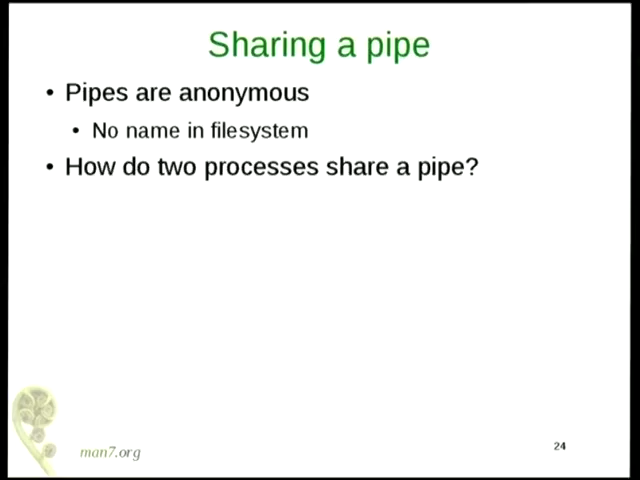 Sharing a pipe
• Pipes are anonymous
• No name in filesystem
• How do two processes share a pipe?
man7.org
24